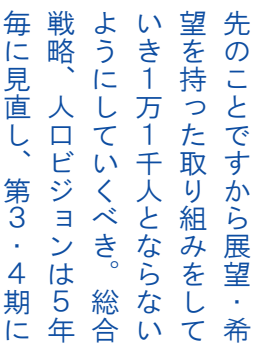 先のことですから展望・希
望を持った取り組みをして
いき1万1千人とならない
ようにしていくべき。総合
戦略、人口ビジョンは5年
毎に見直し、第3・4期に